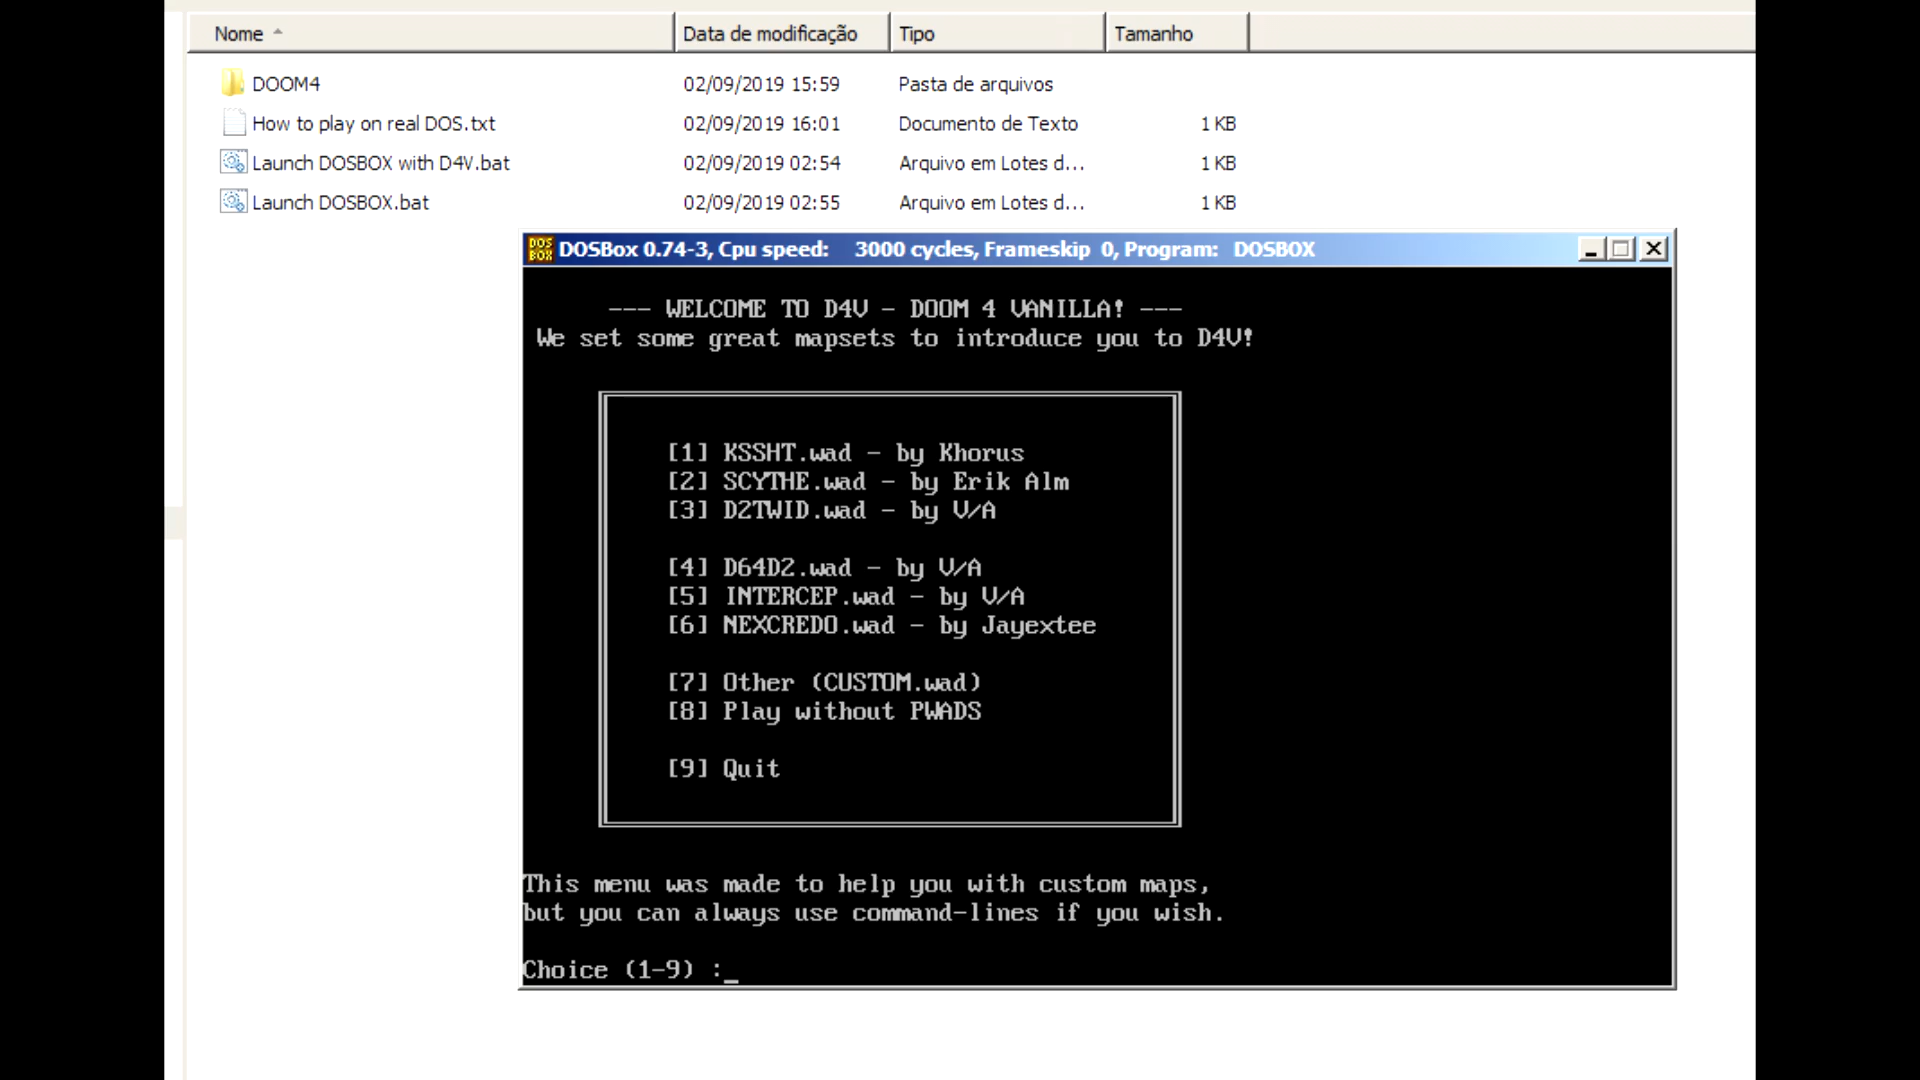 Nome Data de modificação Tipo Tamanho
DOOM4 02/09/2019 15:59 Pasta de arquivos
How to play on real DOS.txt 02/09/2019 16:01 Documento de Texto 1 KB
Launch DOSBOX with D4V.bat 02/09/2019 02:54 Arquivo em Lotes d... 1 KB
Launch DOSBOX.bat 02/09/2019 02:55 Arquivo em Lotes d... 1 KB
DOS BOX DOSBox 0.74-3, Cpu speed: 3000 cycles, Frameskip 0, Program: DOSBOX
--- WELCOME TO D4V - DOOM 4 VANILLA! ---
We set some great mapsets to introduce you to D4V!
[1] KSSHT.wad - by Khorus
[2] SCYTHE.wad - by Erik Alm
[3] D2TWID.wad - by V/A
[4] D64D2.wad - by V/A
[5] INTERCEP.wad - by V/A
[6] NEXCREDO.wad - by Jayextee
[7] Other (CUSTOM.wad)
[8] Play without PWADS
[9] Quit
This menu was made to help you with custom maps,
but you can always use command-lines if you wish.
Choice (1-9) :_